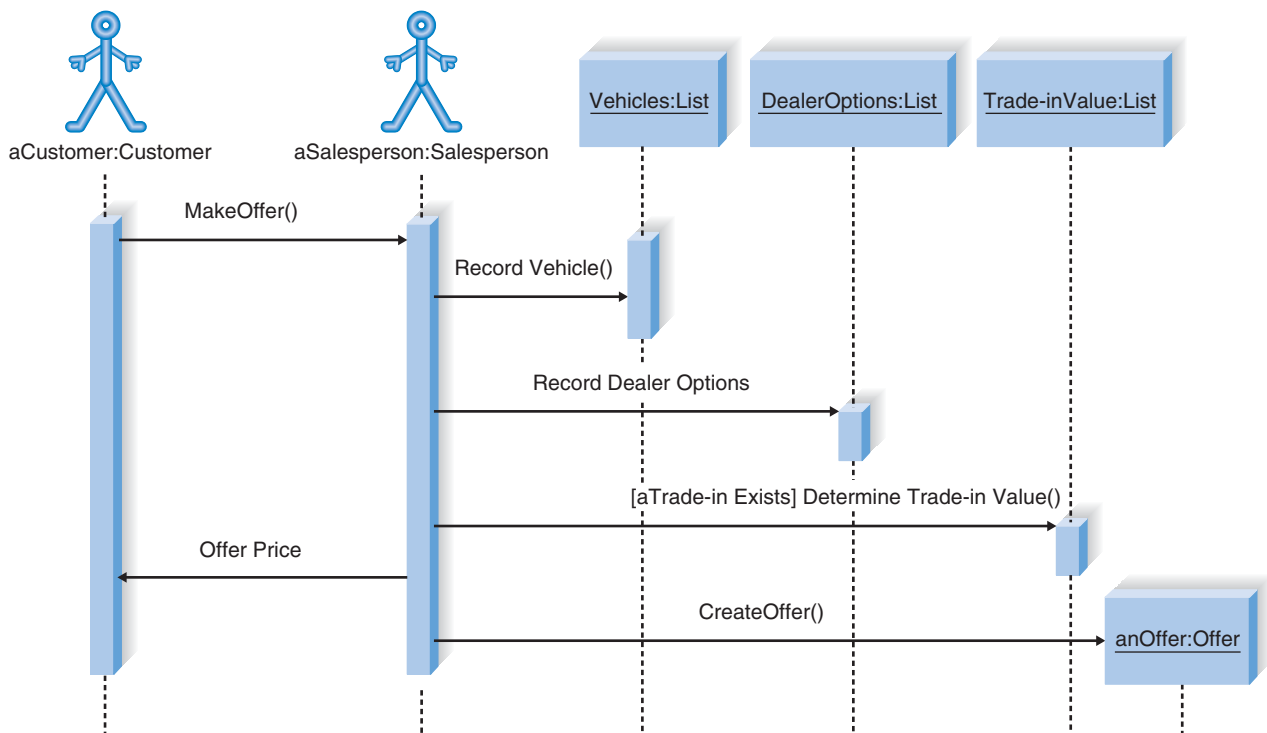 Vehicles:List
DealerOptions:List
Trade-inValue:List
aCustomer:Customer
aSalesperson:Salesperson
MakeOffer()
Record Vehicle()
Record Dealer Options
[aTrade-in Exists] Determine Trade-in Value()
Offer Price
CreateOffer()
anOffer:Offer